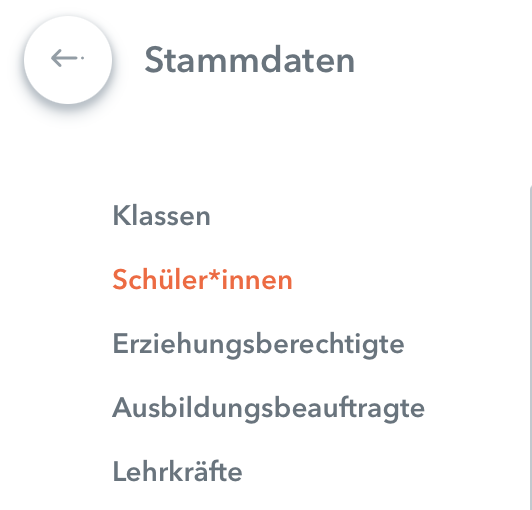 Stammdaten
Klassen
Schüler*innen
Erziehungsberechtigte
Ausbildungsbeauftragte
Lehrkräfte